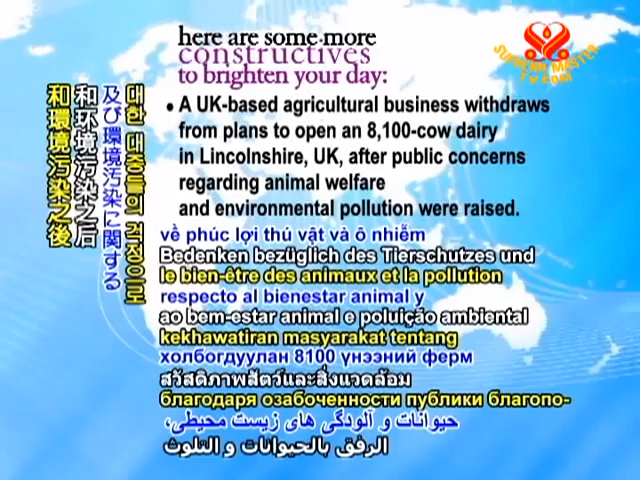 here are some more
constructives
to brighten your day:
SUPREME MASTER
TV.COM
• A UK-based agricultural business withdraws
from plans to open an 8,100-cow dairy
in Lincolnshire, UK, after public concerns
regarding animal welfare
and environmental pollution were raised.
和環境污染之後
和环境污染之后
及び環境汚染に関する
대한 대중들의 걱정이로
về phúc lợi thú vật và ô nhiễm
Bedenken bezüglich des Tierschutzes und
le bien-être des animaux et la pollution
respecto al bienestar animal y
ao bem-estar animal e poluição ambiental
kekhawatiran masyarakat tentang
холбогдуулан 8100 үнээний ферм
สวัสดิภาพสัตว์และสิ่งแวดล้อม
благодаря озабоченности публики благопо-
حیوانات و آلودگی های زیست محیطی،
الرفق بالحيوانات و التلوث